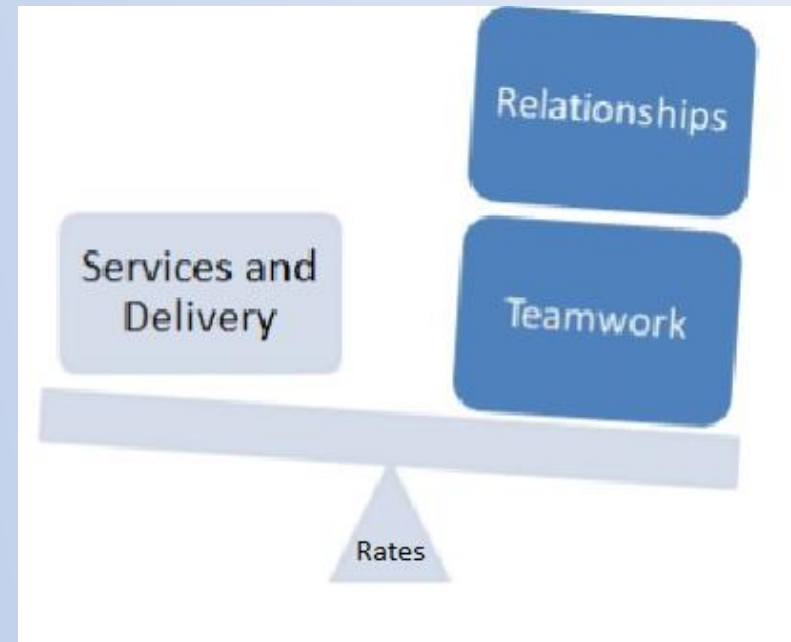 Relationships
Services and
Delivery
Teamwork
Rates